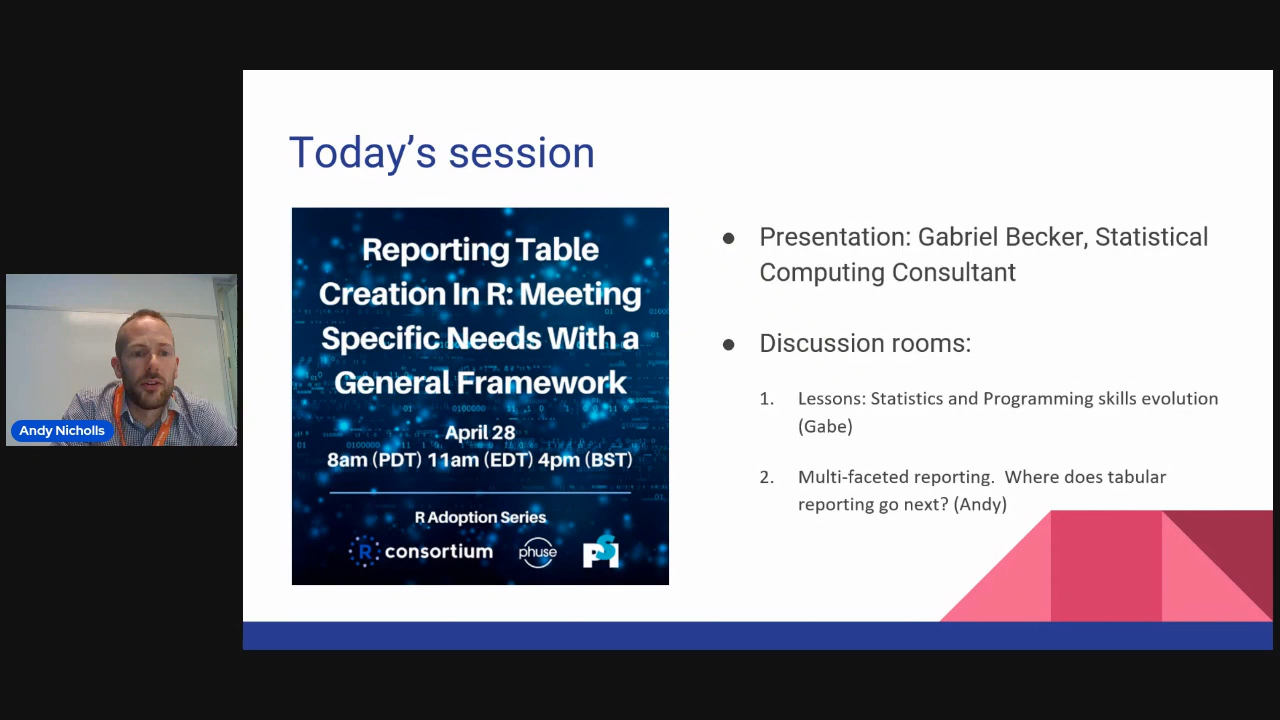 Today's session
Reporting Table
Creation In R: Meeting
Specific Needs With a
General Framework
April 28
8am (PDT) 11am (EDT) 4pm (BST)
R Adoption Series
R consortium
phuse
PSI
● Presentation: Gabriel Becker, Statistical
Computing Consultant
● Discussion rooms:
1. Lessons: Statistics and Programming skills evolution
(Gabe)
2. Multi-faceted reporting. Where does tabular
reporting go next? (Andy)
Andy Nicholls